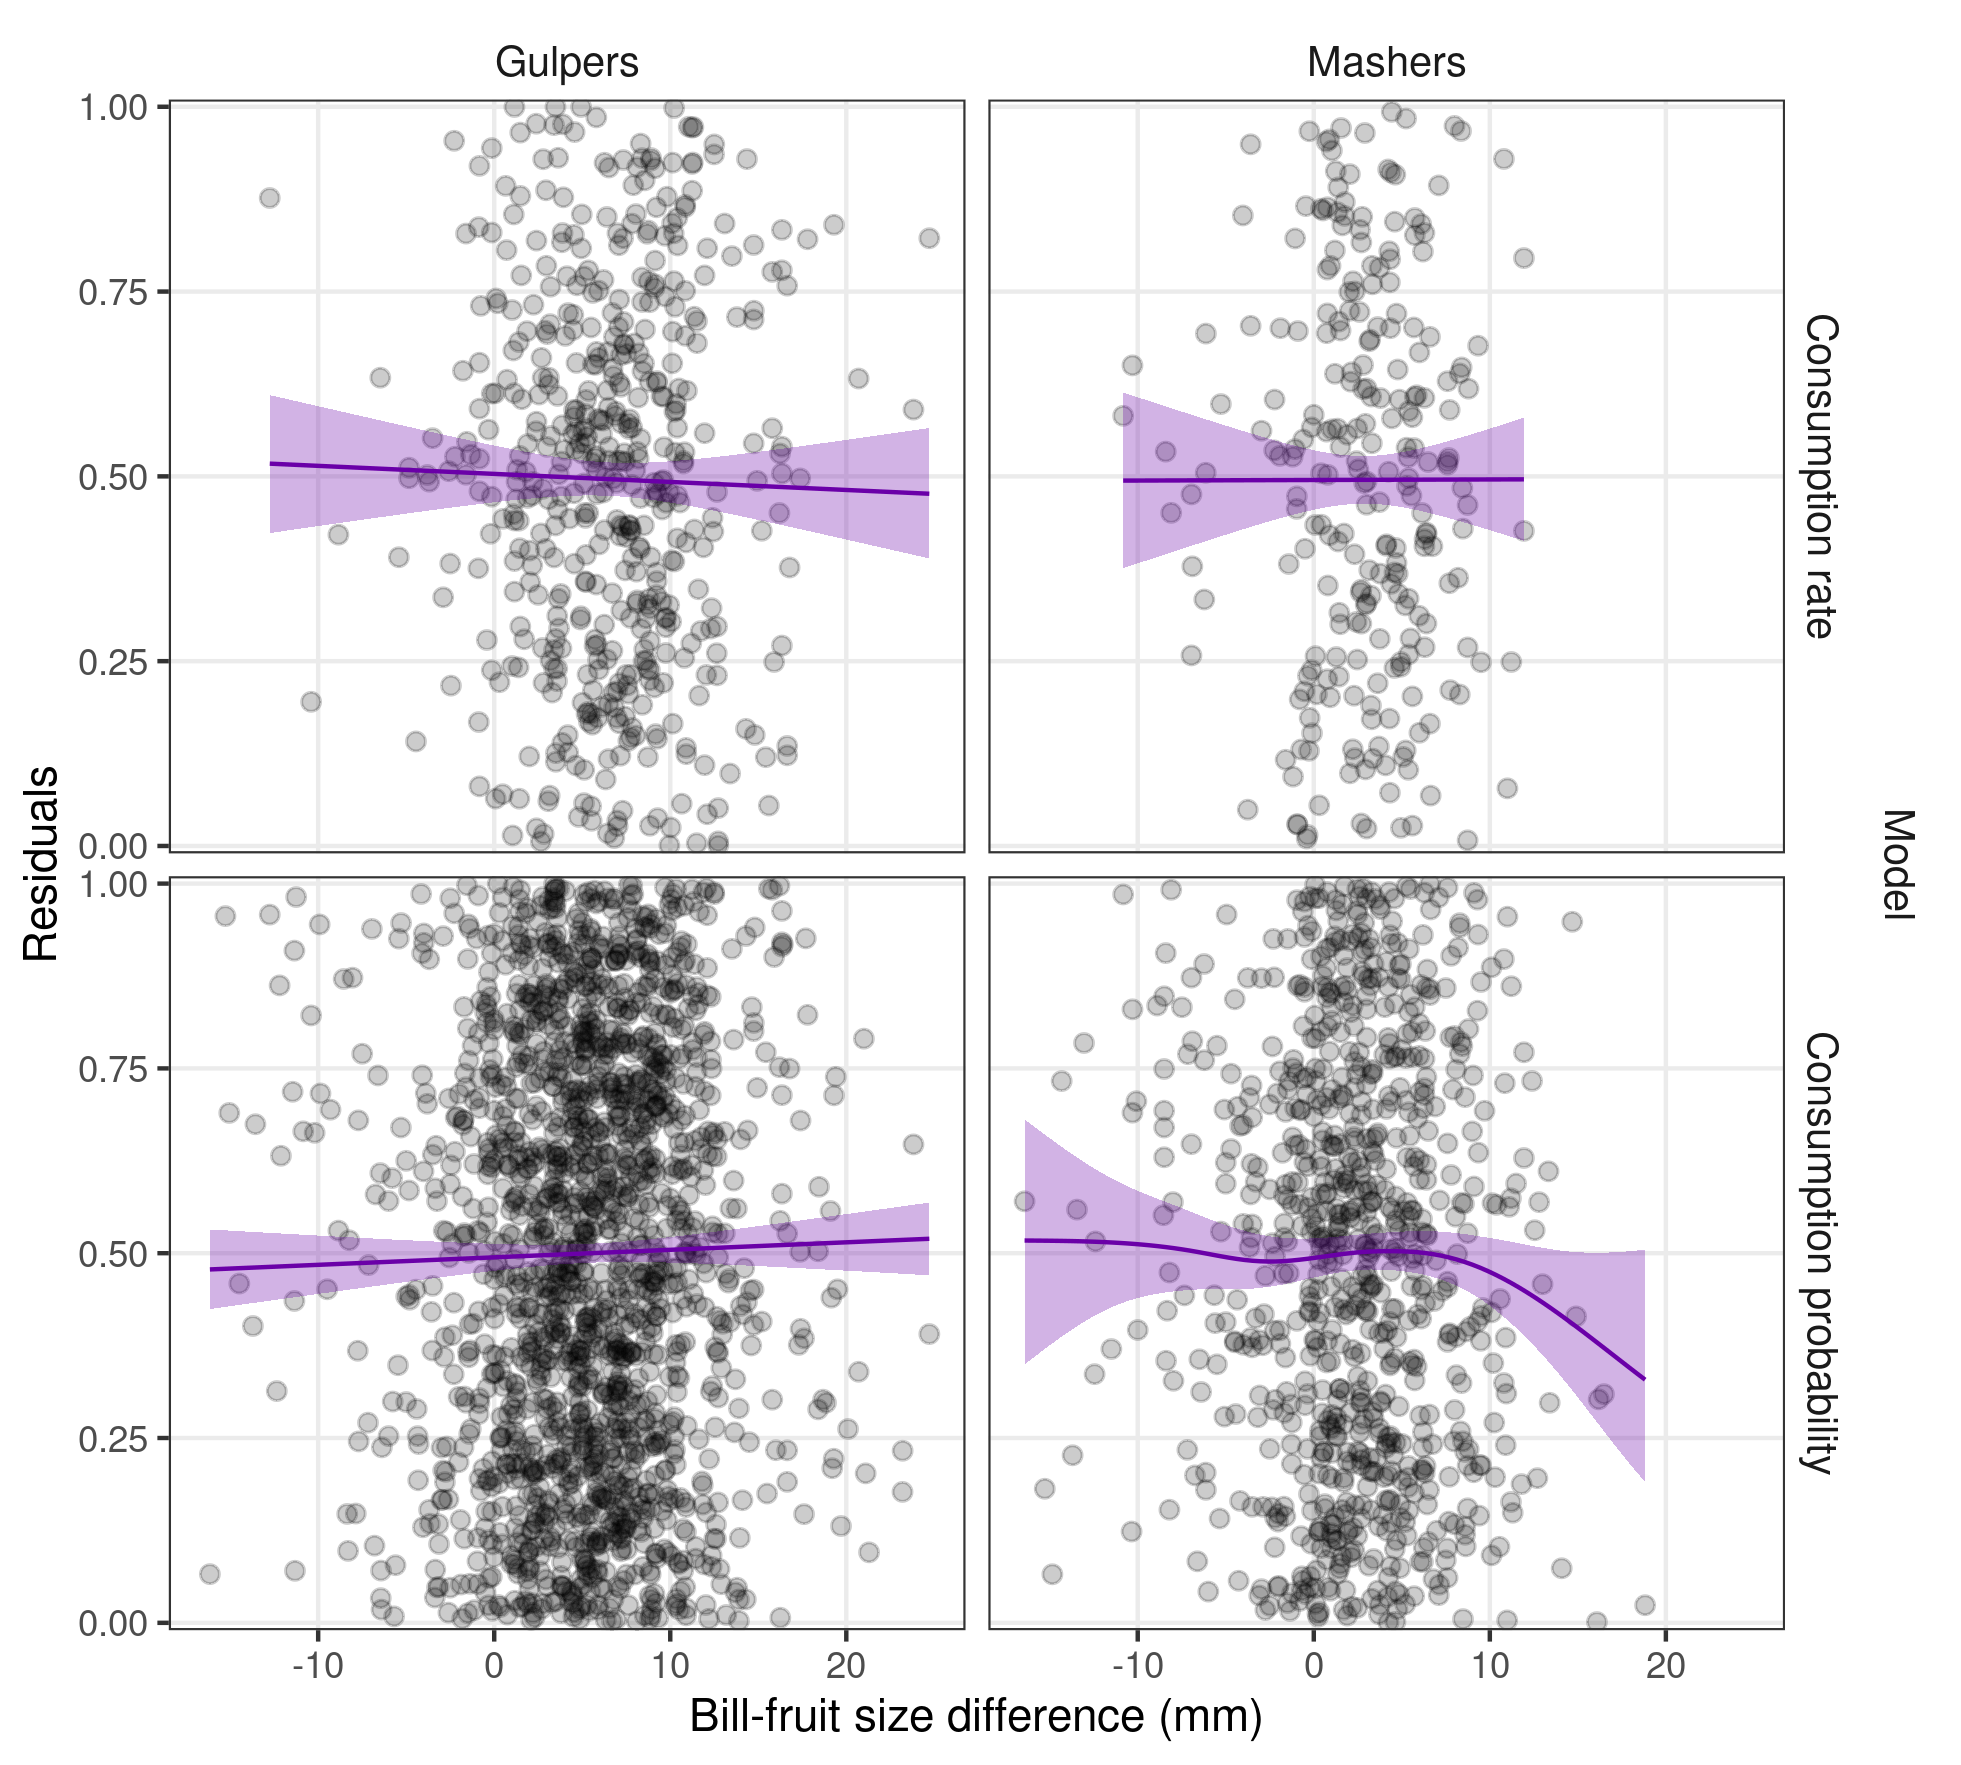 Gulpers
Mashers
1.00
0.75
0.50
0.25
0.00
Consumption rate
1.00
0.75
0.50
0.25
0.00
Consumption probability
Residuals
Model
-10 0 10 20
-10 0 10 20
Bill-fruit size difference (mm)